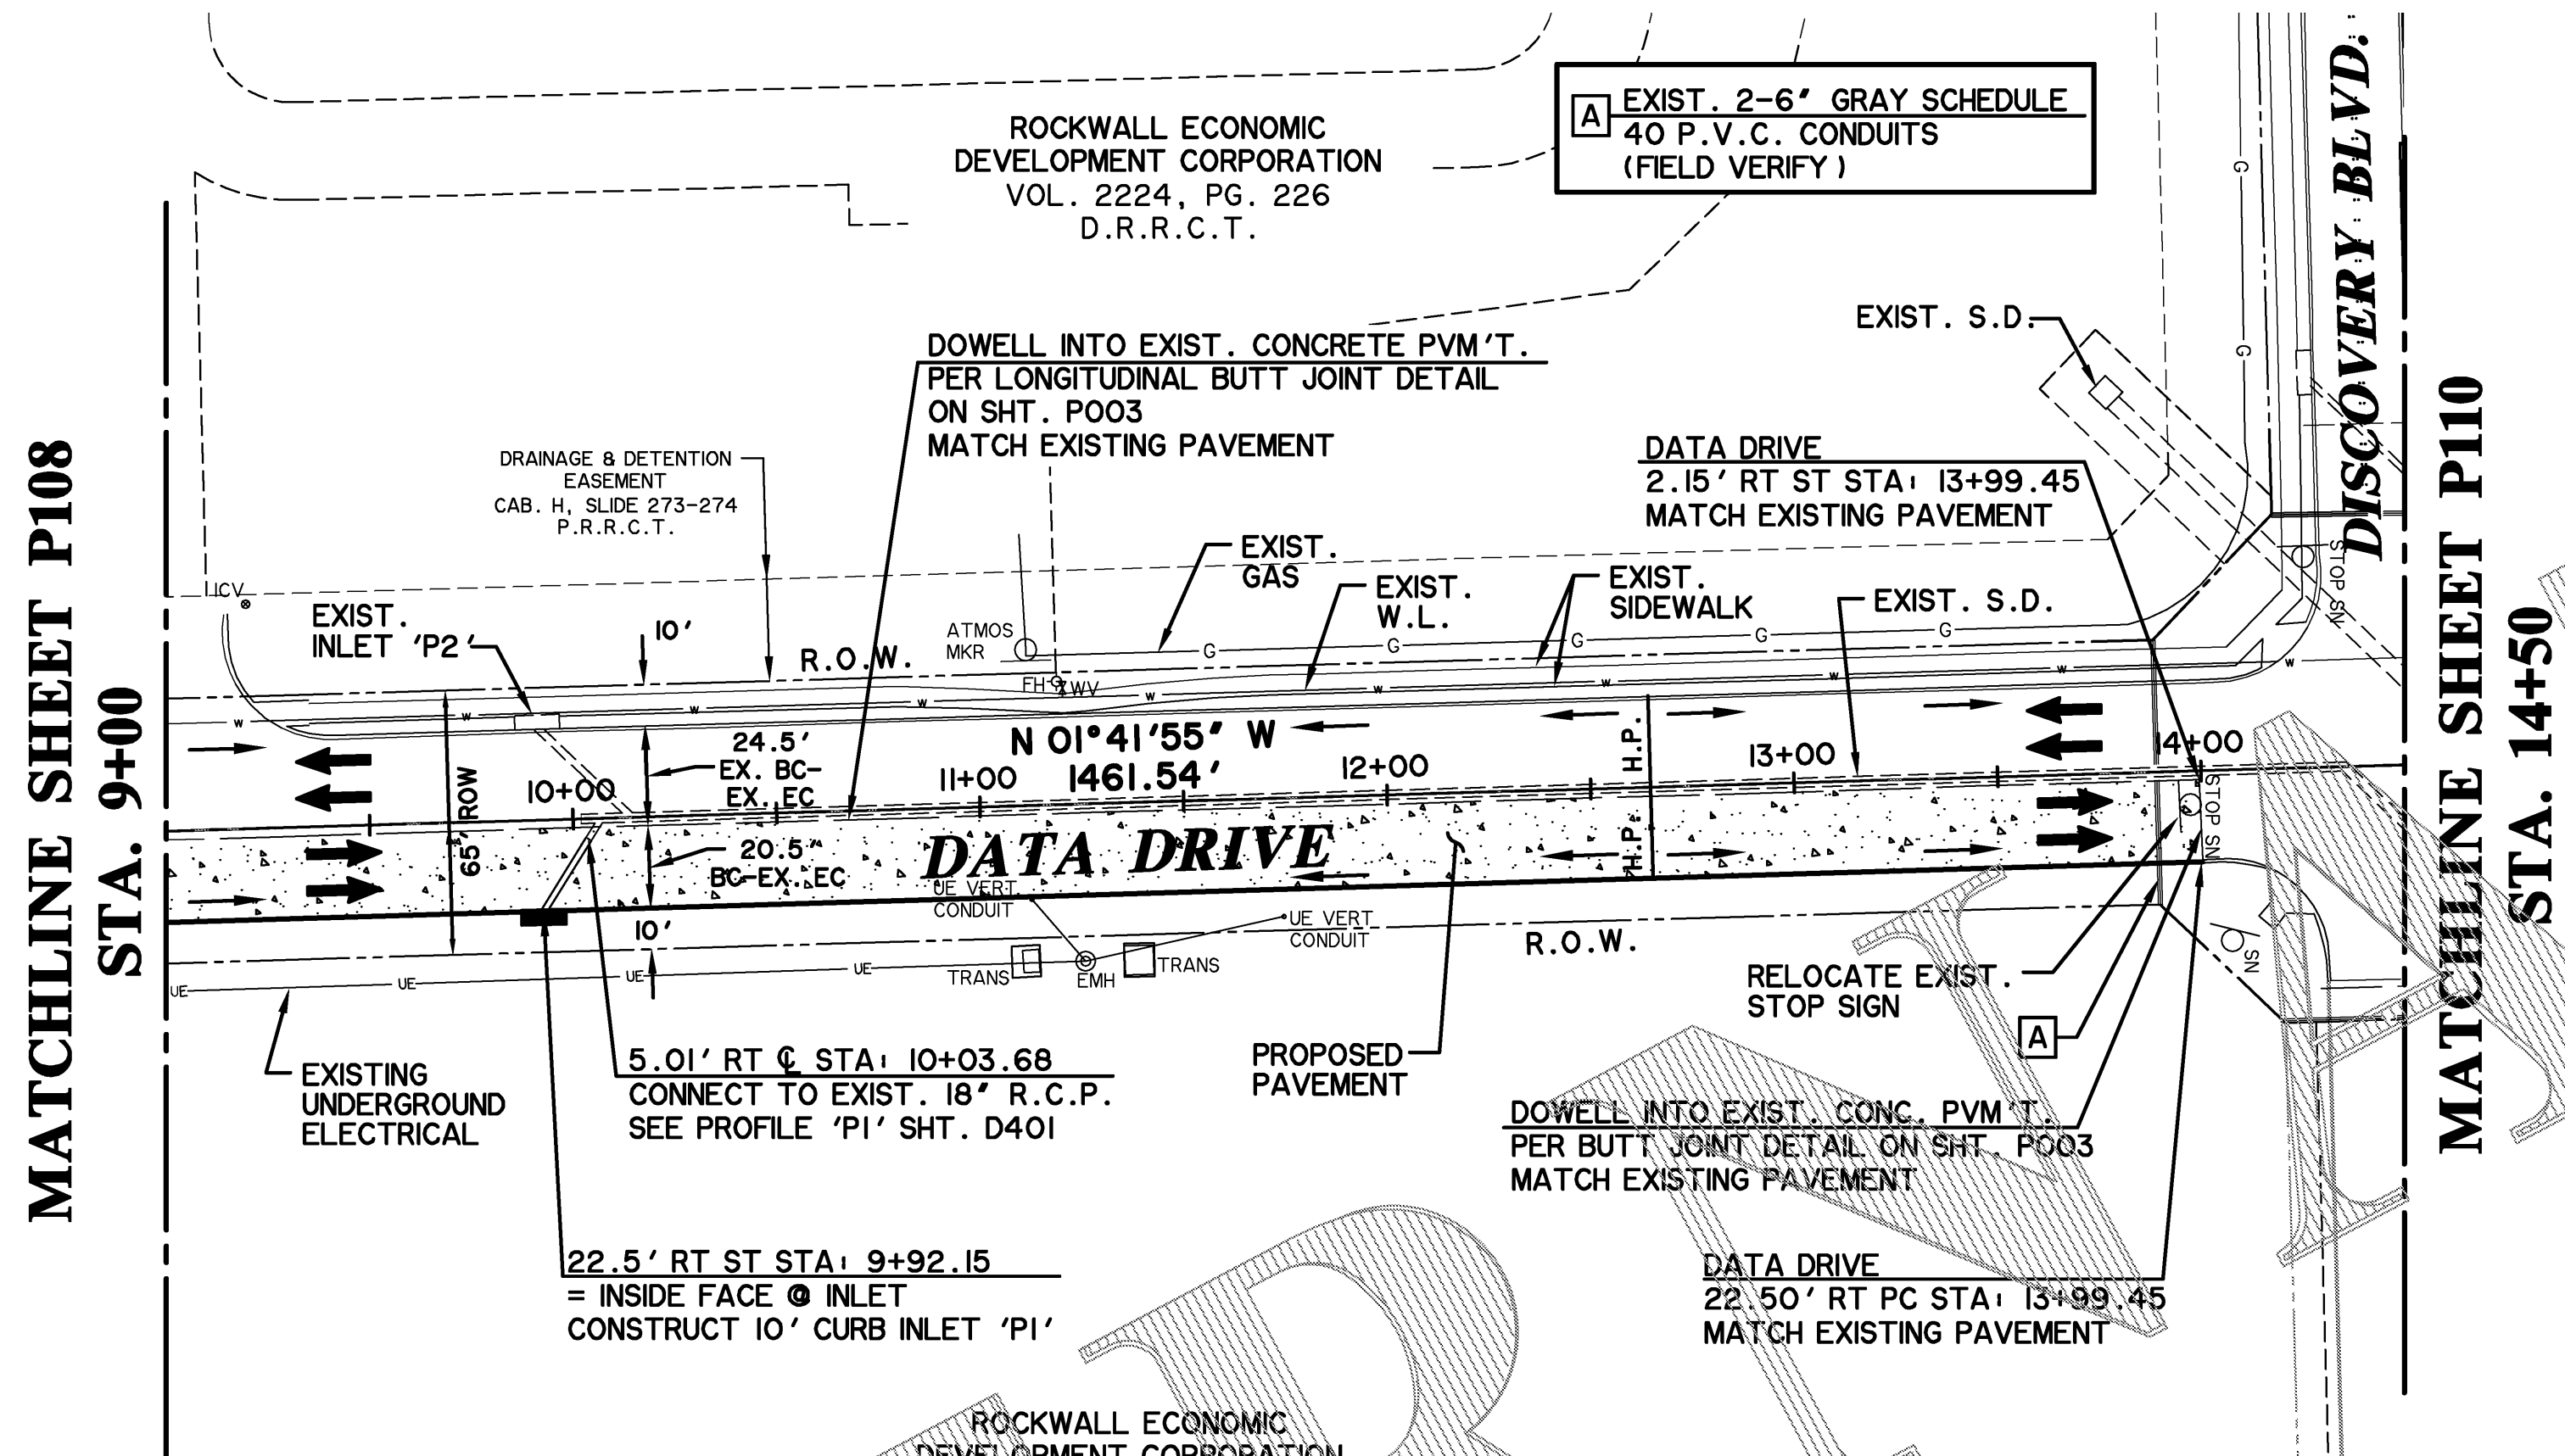 ROCKWALL ECONOMIC
DEVELOPMENT CORPORATION
VOL. 2224, PG. 226
D.R.R.C.T.
A
EXIST. 2-6" GRAY SCHEDULE
40 P.V.C. CONDUITS
(FIELD VERIFY)
DISCOVERY BLVD.
G
G
EXIST. S.D.
DOWELL INTO EXIST. CONCRETE PVM'T.
PER LONGITUDINAL BUTT JOINT DETAIL
ON SHT. P003
MATCH EXISTING PAVEMENT
DATA DRIVE
2.15' RT ST STA: 13+99.45
MATCH EXISTING PAVEMENT
DRAINAGE & DETENTION
EASEMENT
CAB. H, SLIDE 273-274
P.R.R.C.T.
MATCHLINE SHEET P108
STA. 9+00
MATCHLINE SHEET P110
STA. 14+50
ICV
EXIST.
INLET 'P2'
10'
R.O.W.
ATMOS
MKR
EXIST.
GAS
EXIST.
W.L.
EXIST.
SIDEWALK
EXIST. S.D.
STOP SN
G G G G G
FH
WV
W W W W W W W W W W
N 01°41'55" W
1461.54'
24.5'
EX. BC-
EX. EC
65' ROW
10+00
11+00
12+00
13+00
14+00
H.P.
H.P.
20.5'
BC-EX. EC
DATA DRIVE
STOP SN
UE VERT
CONDUIT
UE VERT
CONDUIT
10'
R.O.W.
TRANS
EMH
TRANS
UE UE UE UE
SN
RELOCATE EXIST.
STOP SIGN
A
EXISTING
UNDERGROUND
ELECTRICAL
5.01' RT ℄ STA: 10+03.68
CONNECT TO EXIST. 18" R.C.P.
SEE PROFILE 'P1' SHT. D401
PROPOSED
PAVEMENT
DOWELL INTO EXIST. CONC. PVM'T.
PER BUTT JOINT DETAIL ON SHT. P003
MATCH EXISTING PAVEMENT
22.5' RT ST STA: 9+92.15
= INSIDE FACE @ INLET
CONSTRUCT 10' CURB INLET 'P1'
DATA DRIVE
22.50' RT PC STA: 13+99.45
MATCH EXISTING PAVEMENT
ROCKWALL ECONOMIC
DEVELOPMENT CORPORATION